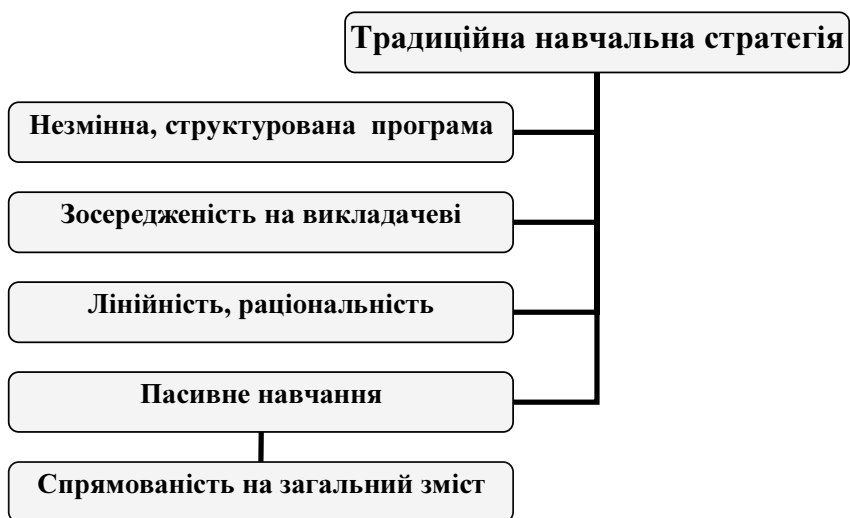 Традиційна навчальна стратегія
Незмінна, структурована програма
Зосередженість на викладачеві
Лінійність, раціональність
Пасивне навчання
Спрямованість на загальний зміст